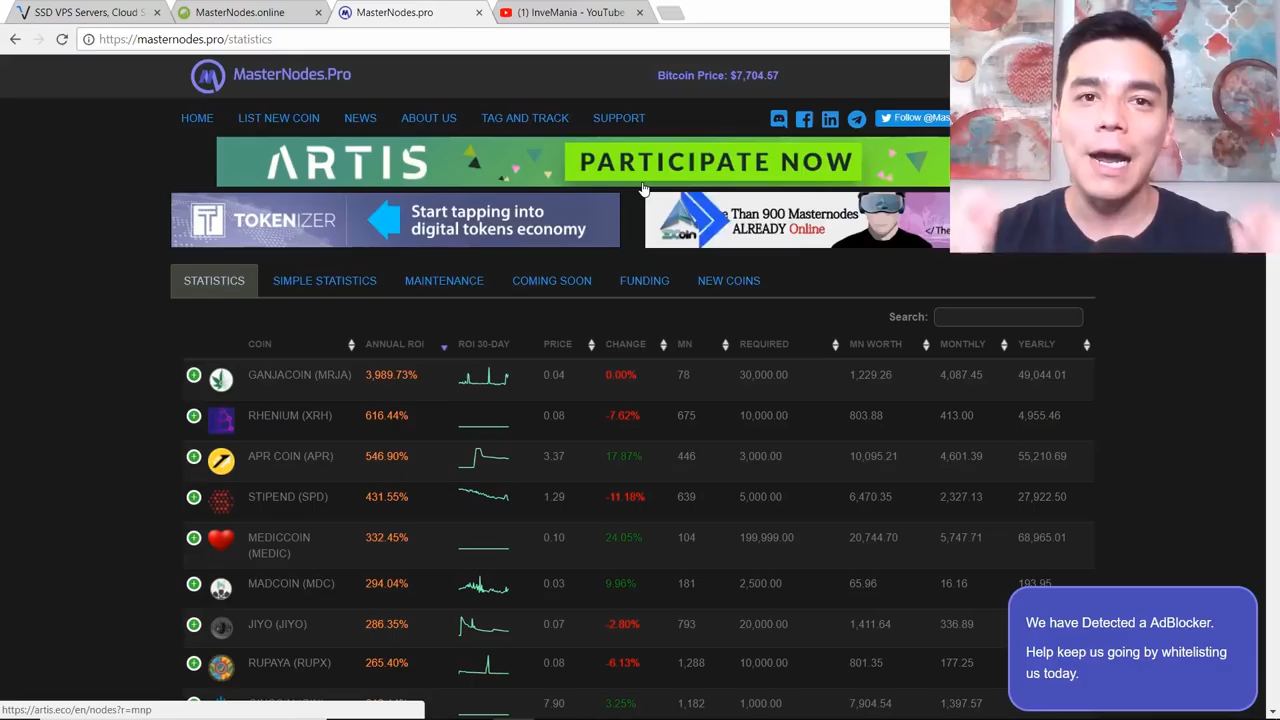 SSD VPS Servers, Cloud S
MasterNodes.online
MasterNodes.pro
(1) InveMania - YouTube
https://masternodes.pro/statistics
MasterNodes.Pro
Bitcoin Price: $7,704.57
HOME LIST NEW COIN NEWS ABOUT US TAG AND TRACK SUPPORT
Follow @Mas
ARTIS PARTICIPATE NOW
TOKENIZER
Start tapping into
digital tokens economy
Than 900 Masternodes
ALREADY Online
STATISTICS SIMPLE STATISTICS MAINTENANCE COMING SOON FUNDING NEW COINS
Search:
COIN ANNUAL ROI ROI 30-DAY PRICE CHANGE MN REQUIRED MN WORTH MONTHLY YEARLY
GANJACOIN (MRJA) 3,989.73% 0.04 0.00% 78 30,000.00 1,229.26 4,087.45 49,044.01
RHENIUM (XRH) 616.44% 0.08 -7.62% 675 10,000.00 803.88 413.00 4,955.46
APR COIN (APR) 546.90% 3.37 17.87% 446 3,000.00 10,095.21 4,601.39 55,210.69
STIPEND (SPD) 431.55% 1.29 -11.18% 639 5,000.00 6,470.35 2,327.13 27,922.50
MEDICCOIN
(MEDIC) 332.45% 0.10 24.05% 104 199,999.00 20,744.70 5,747.71 68,965.01
MADCOIN (MDC) 294.04% 0.03 9.96% 181 2,500.00 65.96 16.16 193.95
JIYO (JIYO) 286.35% 0.07 -2.80% 793 20,000.00 1,411.64 336.89
RUPAYA (RUPX) 265.40% 0.08 -6.13% 1,288 10,000.00 801.35 177.25
7.90 3.25% 1,182 1,000.00 7,904.54 1,397.57
We have Detected a AdBlocker.
Help keep us going by whitelisting
us today.
https://artis.eco/en/nodes?r=mnp